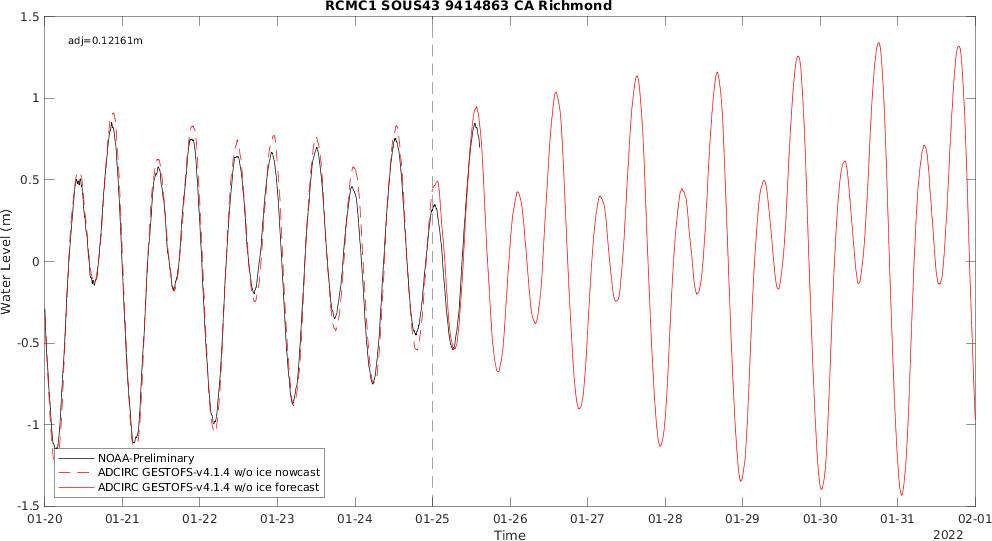 RCMC1 SOUS43 9414863 CA Richmond
adj=0.12161m
Water Level (m)
1.5
1
0.5
0
-0.5
-1
-1.5
NOAA-Preliminary
ADCIRC GESTOFS-v4.1.4 w/o ice nowcast
ADCIRC GESTOFS-v4.1.4 w/o ice forecast
01-20 01-21 01-22 01-23 01-24 01-25 01-26 01-27 01-28 01-29 01-30 01-31 02-01
Time
2022